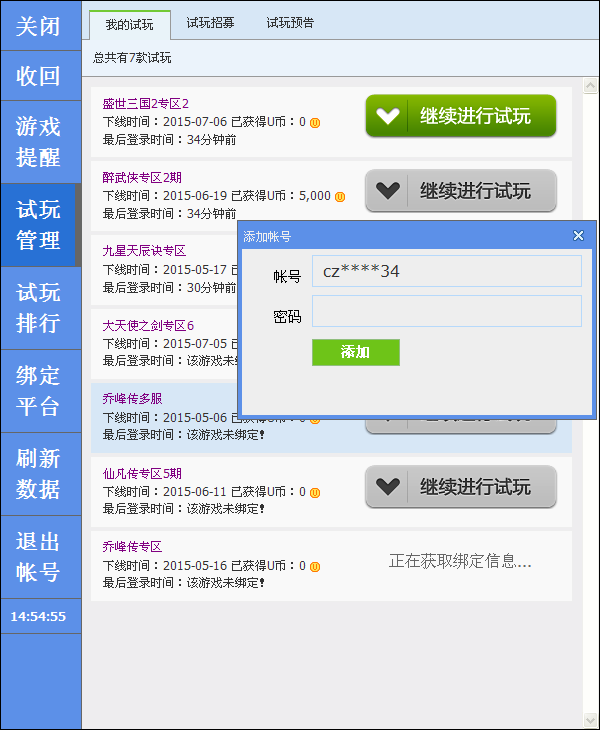 关闭
收回
游戏
提醒
试玩
管理
试玩
排行
绑定
平台
刷新
数据
退出
帐号
14:54:55
我的试玩 试玩招募 试玩预告
总共有7款试玩
盛世三国2专区2
下线时间：2015-07-06 已获得U币：0
最后登录时间：34分钟前
继续进行试玩
醉武侠专区2期
下线时间：2015-06-19 已获得U币：5,000
最后登录时间：34分钟前
继续进行试玩
九星天辰诀专区
下线时间：2015-05-17 已
最后登录时间：30分钟前
大天使之剑专区6
下线时间：2015-07-05 已
最后登录时间：该游戏未绑
添加帐号
帐号 cz****34
密码
添加
乔峰传多服
下线时间：2015-05-06 已获得U币：0
最后登录时间：该游戏未绑定!
继续进行试玩
仙凡传专区5期
下线时间：2015-06-11 已获得U币：0
最后登录时间：该游戏未绑定!
继续进行试玩
乔峰传专区
下线时间：2015-05-16 已获得U币：0
最后登录时间：该游戏未绑定!
正在获取绑定信息...